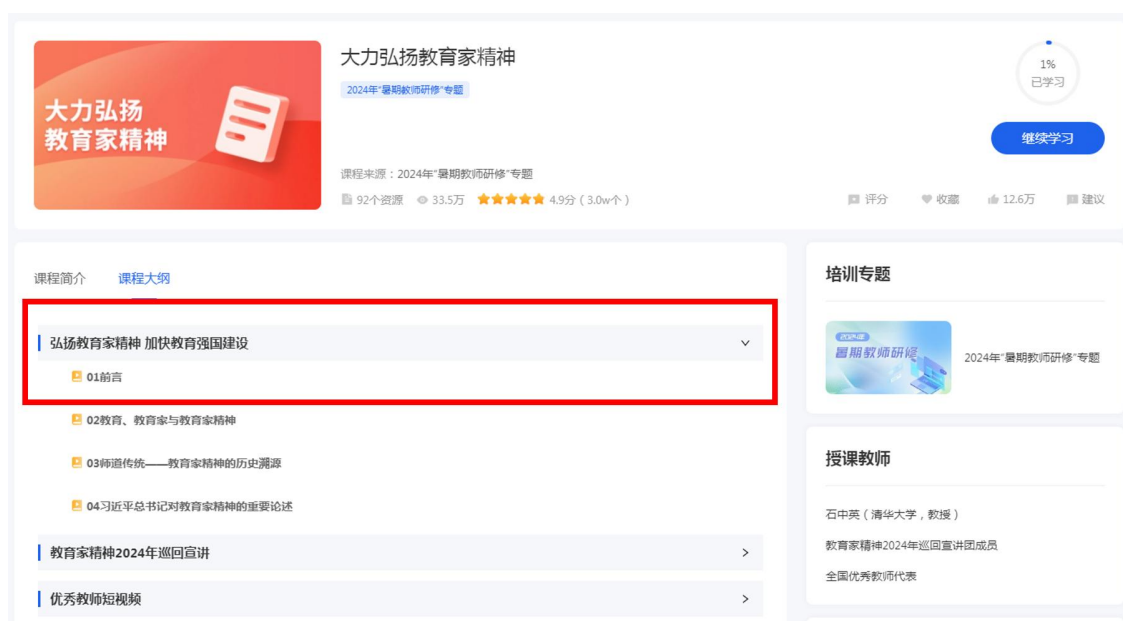 大力弘扬
教育家精神
大力弘扬教育家精神
2024年"暑期教师研修"专题
课程来源：2024年"暑期教师研修"专题
92个资源 33.5万 4.9分（3.0w个）
1%
已学习
继续学习
评分 收藏 12.6万 建议
课程简介 课程大纲
弘扬教育家精神 加快教育强国建设
01前言
02教育、教育家与教育家精神
03师道传统——教育家精神的历史溯源
04习近平总书记对教育家精神的重要论述
教育家精神2024年巡回宣讲
优秀教师短视频
培训专题
2024年
暑期教师研修
2024年"暑期教师研修"专题
授课教师
石中英（清华大学，教授）
教育家精神2024年巡回宣讲团成员
全国优秀教师代表